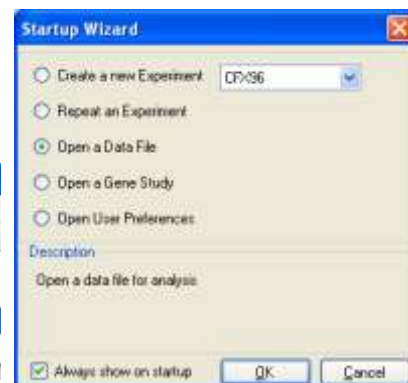 Startup Wizard
Create a new Experiment CFX96
Repeat an Experiment
Open a Data File
Open a Gene Study
Open User Preferences
Description
Open a data file for analysis
Always show on startup OK Cancel